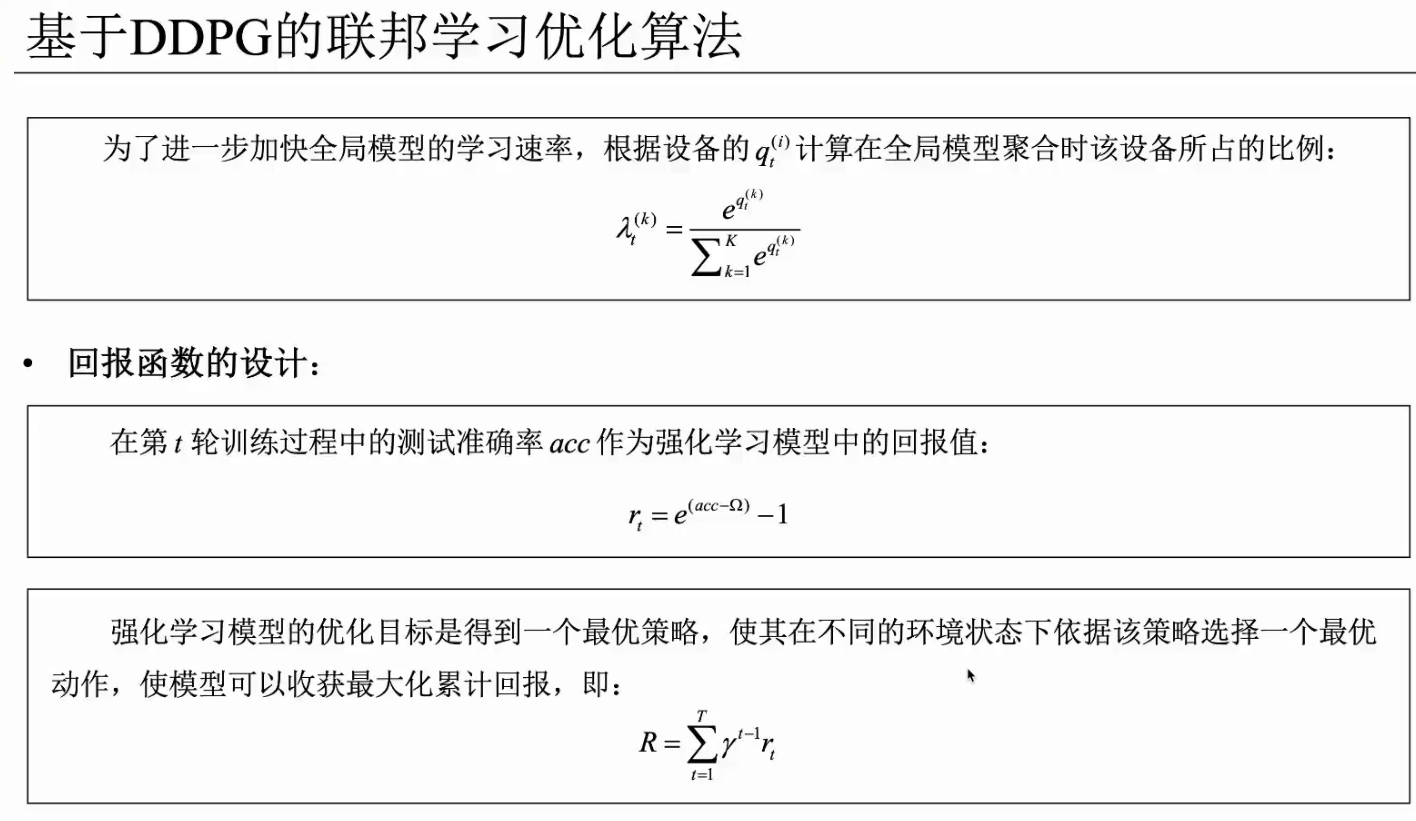 基于DDPG的联邦学习优化算法
为了进一步加快全局模型的学习速率，根据设备的 $q_t^{(i)}$ 计算在全局模型聚合时该设备所占的比例：
$\lambda_t^{(k)} = \frac{e^{q_t^{(k)}}}{\sum_{k=1}^{K} e^{q_t^{(k)}}}$
• 回报函数的设计：
在第 t 轮训练过程中的测试准确率 acc 作为强化学习模型中的回报值：
$r_t = e^{(acc-\Omega)} - 1$
强化学习模型的优化目标是得到一个最优策略，使其在不同的环境状态下依据该策略选择一个最优
动作，使模型可以收获最大化累计回报，即：
$R = \sum_{t=1}^{T} \gamma^{t-1} r_t$